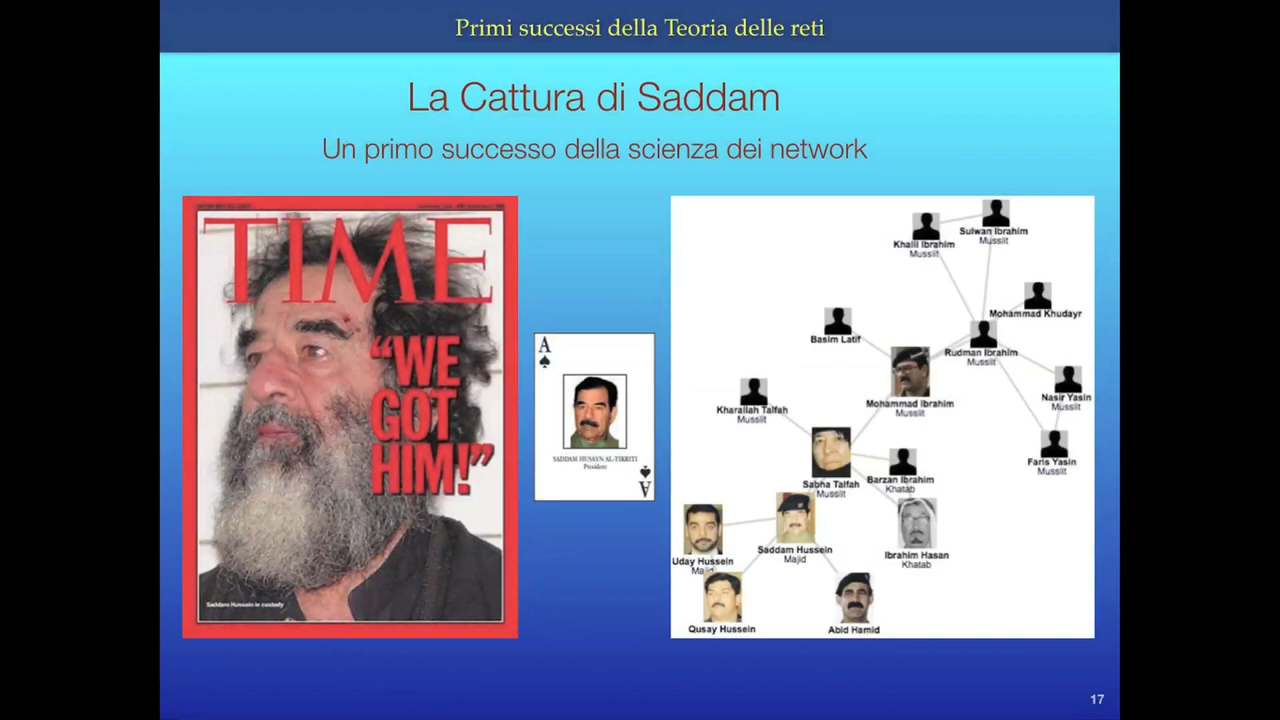 Primi successi della Teoria delle reti
La Cattura di Saddam
Un primo successo della scienza dei network
TIME
“WE
GOT
HIM!”
Saddam Hussein in custody
A
SADDAM HUSAYN AL-TIKRITI
President
A
Sulwan Ibrahim
Musslit
Khalil Ibrahim
Musslit
Mohammad Khudayr
Basim Latif
Rudman Ibrahim
Musslit
Mohammad Ibrahim
Musslit
Nasir Yasin
Musslit
Kharallah Talfah
Musslit
Faris Yasin
Musslit
Sabha Talfah
Musslit
Barzan Ibrahim
Khatab
Saddam Hussein
Majid
Ibrahim Hasan
Khatab
Uday Hussein
Majid
Qusay Hussein
Abid Hamid
17